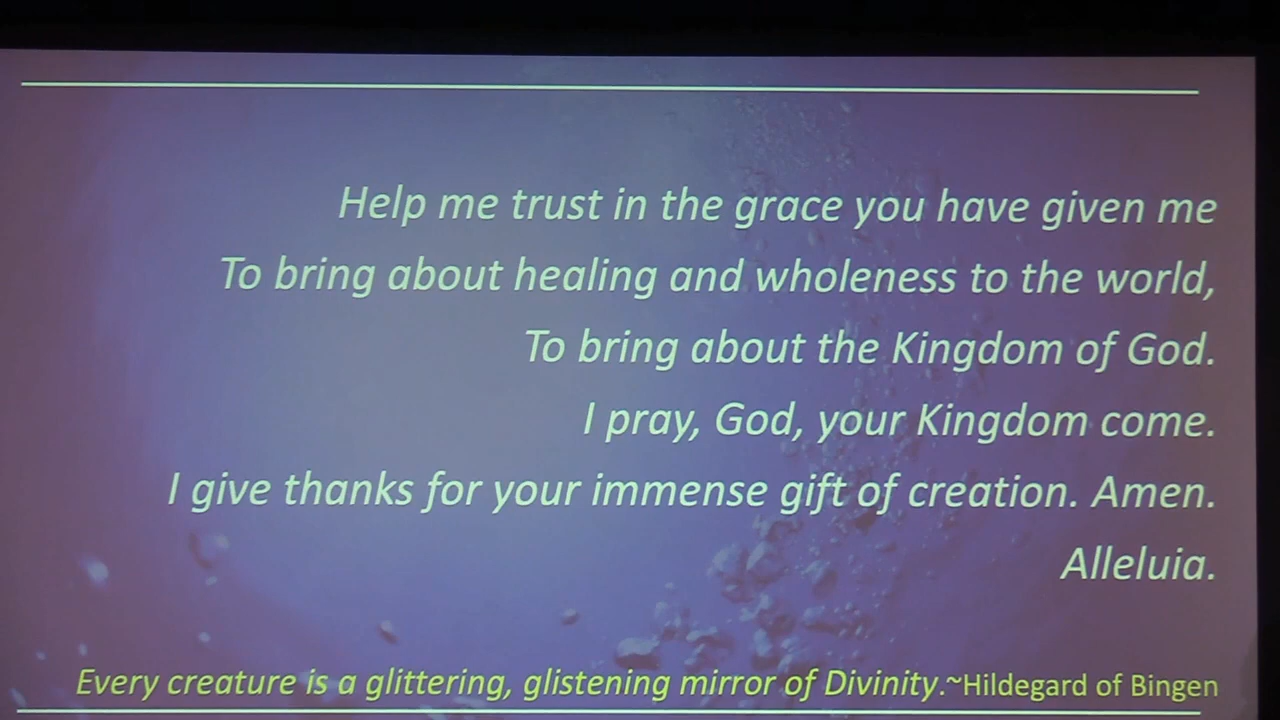 Help me trust in the grace you have given me
To bring about healing and wholeness to the world,
To bring about the Kingdom of God.
I pray, God, your Kingdom come.
I give thanks for your immense gift of creation. Amen.
Alleluia.
Every creature is a glittering, glistening mirror of Divinity.~Hildegard of Bingen